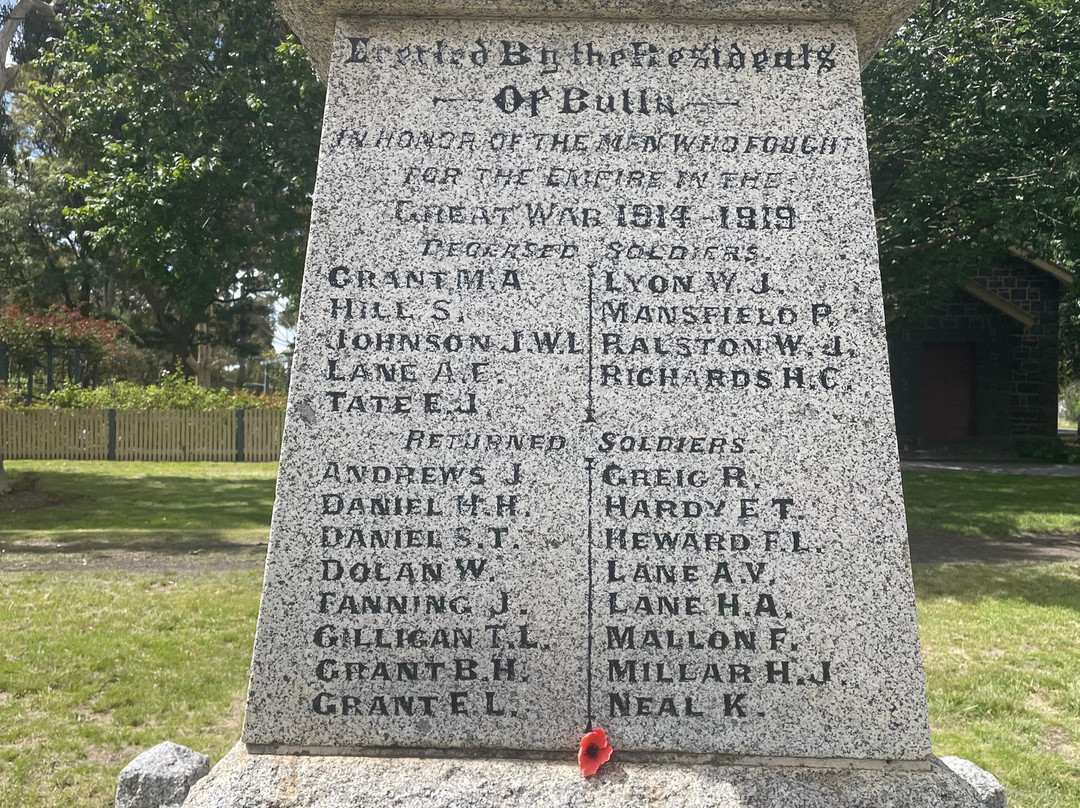 Erected By the Residents
Of Bulla
IN HONOR OF THE MEN WHO FOUGHT
FOR THE EMPIRE IN THE
GREAT WAR 1914-1919
DECEASED SOLDIERS.
GRANT M.A.
HILL S.
JOHNSON J.W.L
LANE A.E.
TATE E.J.
LYON W.J.
MANSFIELD P.
RALSTON W.J.
RICHARDS H.C.
RETURNED SOLDIERS.
ANDREWS J.
DANIEL H.H.
DANIEL S.T.
DOLAN W.
FANNING J.
GILLIGAN T.L.
GRANT B.H.
GRANT E.L.
GREIG R.
HARDY E.T.
HEWARD F.L.
LANE A.V.
LANE H.A.
MALLON F.
MILLAR H.J.
NEAL K.